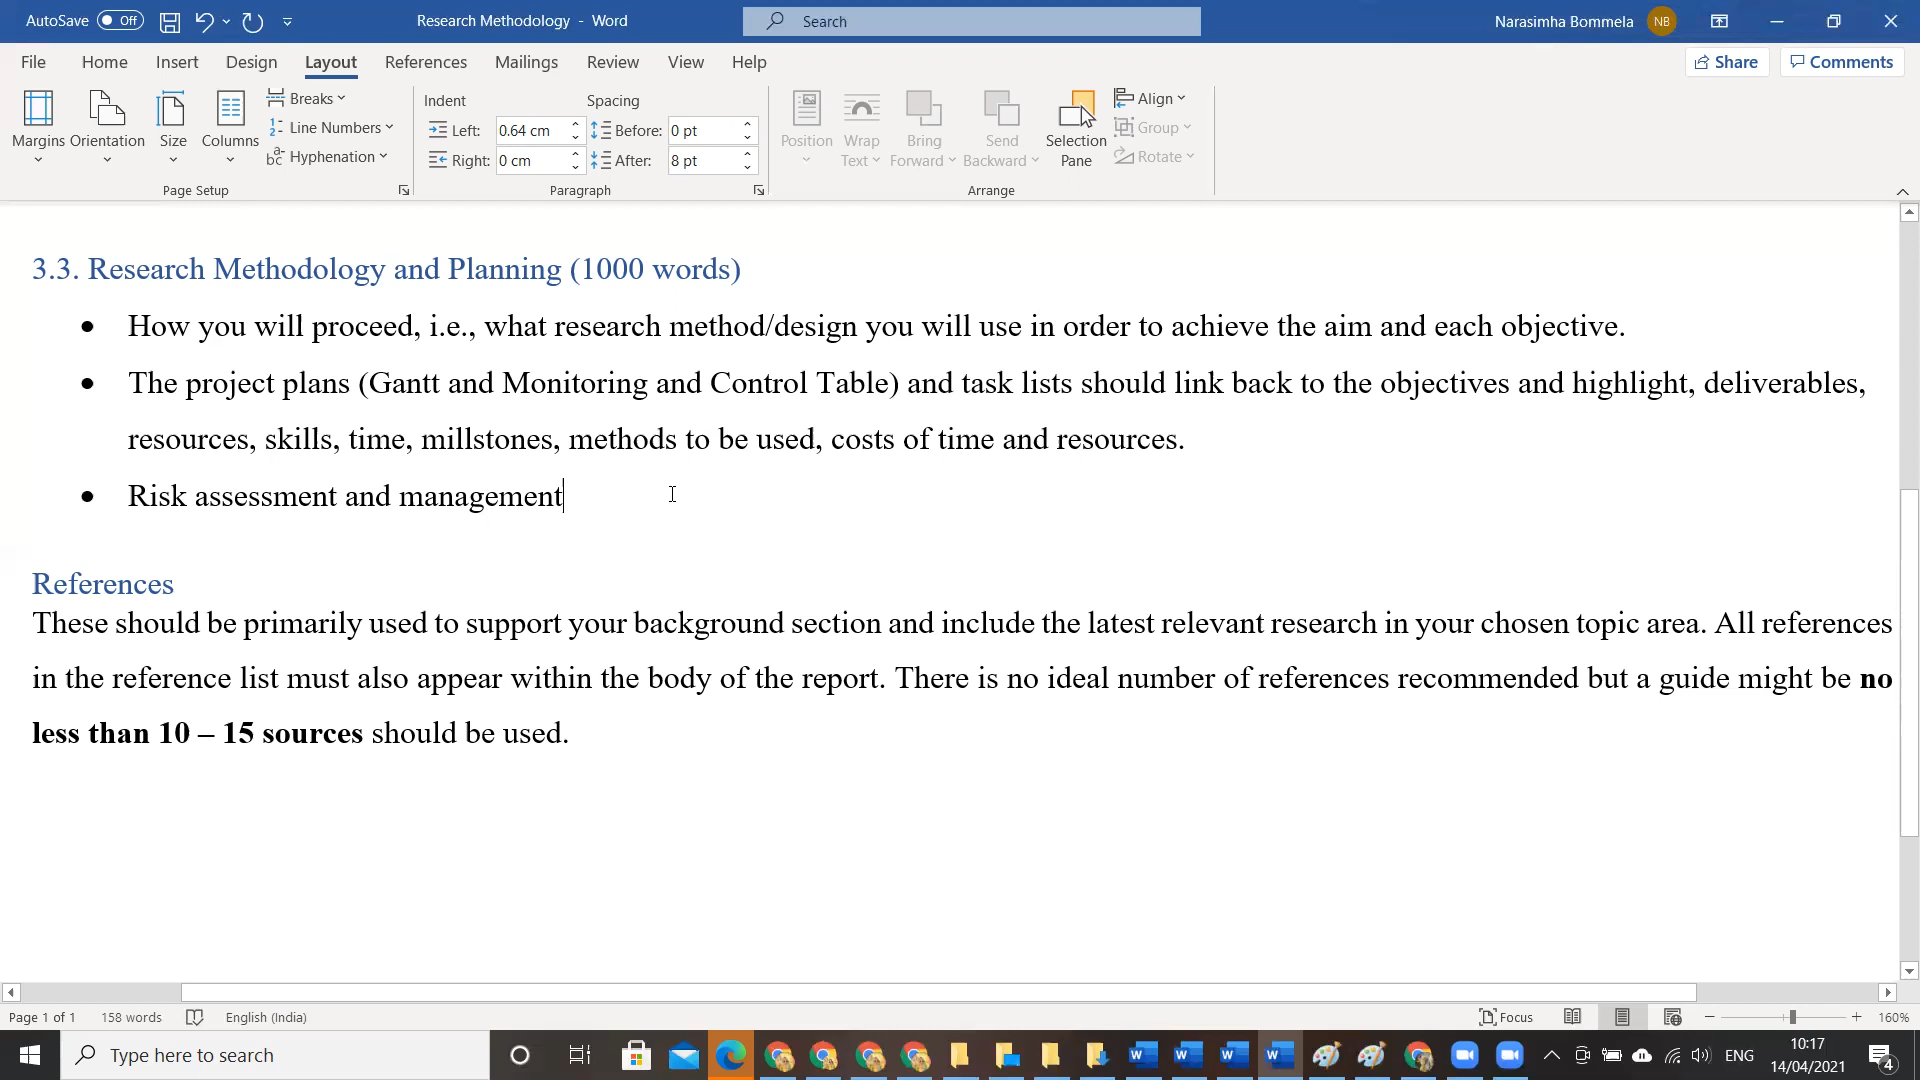 AutoSave Off Research Methodology - Word Search Narasimha Bommela NB
File Home Insert Design Layout References Mailings Review View Help Share Comments
Margins Orientation Size Columns Breaks Line Numbers Hyphenation
Page Setup
Indent Spacing
Left: 0.64 cm Before: 0 pt
Right: 0 cm After: 8 pt
Paragraph
Position Wrap Text Bring Forward Send Backward Selection Pane Align Group Rotate
Arrange
3.3. Research Methodology and Planning (1000 words)
• How you will proceed, i.e., what research method/design you will use in order to achieve the aim and each objective.
• The project plans (Gantt and Monitoring and Control Table) and task lists should link back to the objectives and highlight, deliverables,
resources, skills, time, millstones, methods to be used, costs of time and resources.
• Risk assessment and management
References
These should be primarily used to support your background section and include the latest relevant research in your chosen topic area. All references
in the reference list must also appear within the body of the report. There is no ideal number of references recommended but a guide might be no
less than 10 – 15 sources should be used.
Page 1 of 1 158 words English (India) Focus 160%
Type here to search ENG 10:17
14/04/2021 4